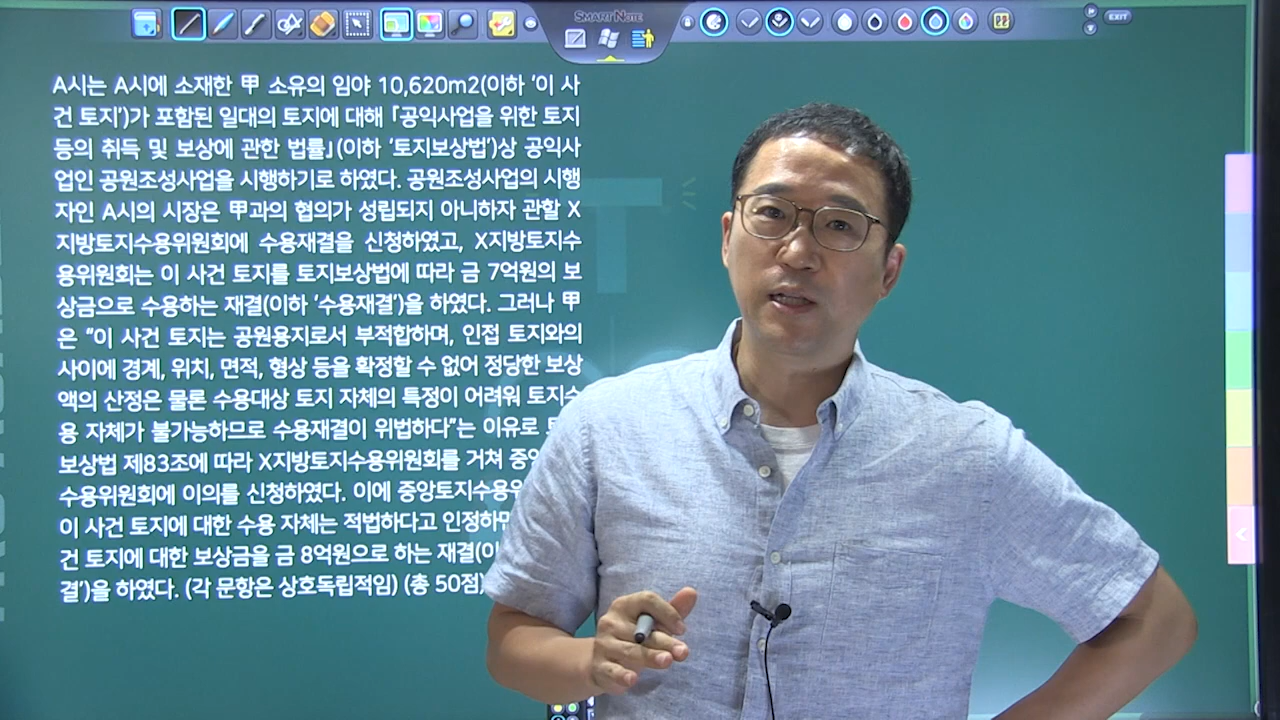 SMART NOTE
EXIT
A시는 A시에 소재한 甲 소유의 임야 10,620m2(이하 ‘이 사
건 토지’)가 포함된 일대의 토지에 대해 「공익사업을 위한 토지
등의 취득 및 보상에 관한 법률」(이하 ‘토지보상법’)상 공익사
업인 공원조성사업을 시행하기로 하였다. 공원조성사업의 시행
자인 A시의 시장은 甲과의 협의가 성립되지 아니하자 관할 X
지방토지수용위원회에 수용재결을 신청하였고, X지방토지수
용위원회는 이 사건 토지를 토지보상법에 따라 금 7억원의 보
상금으로 수용하는 재결(이하 ‘수용재결’)을 하였다. 그러나 甲
은 “이 사건 토지는 공원용지로서 부적합하며, 인접 토지와의
사이에 경계, 위치, 면적, 형상 등을 확정할 수 없어 정당한 보상
액의 산정은 물론 수용대상 토지 자체의 특정이 어려워 토지수
용 자체가 불가능하므로 수용재결이 위법하다”는 이유로
보상법 제83조에 따라 X지방토지수용위원회를 거쳐
수용위원회에 이의를 신청하였다. 이에
이 사건 토지에 대한 수용 자체는 적법하다고
건 토지에 대한 보상금을 금 8억원으로 하는
결’)을 하였다. (각 문항은 상호독립적임) (총 50점)